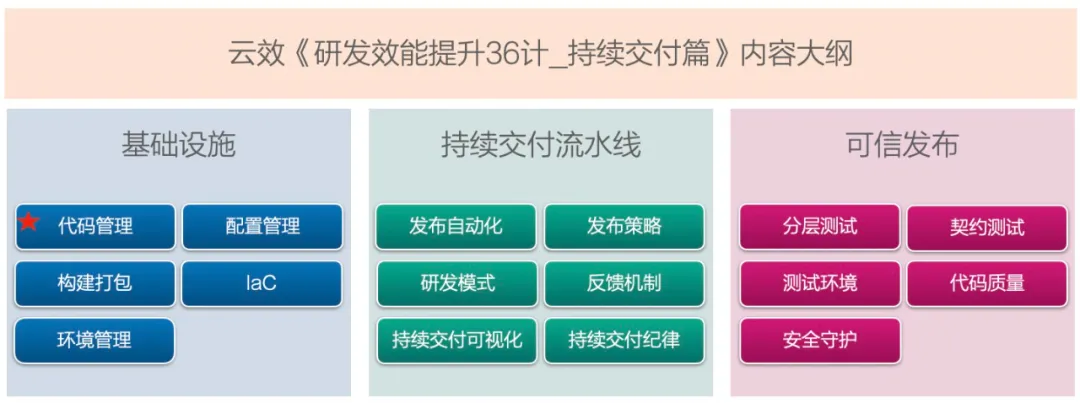 云效《研发效能提升36计_持续交付篇》内容大纲
基础设施
代码管理
配置管理
构建打包
IaC
环境管理
持续交付流水线
发布自动化
发布策略
研发模式
反馈机制
持续交付可视化
持续交付纪律
可信发布
分层测试
契约测试
测试环境
代码质量
安全守护